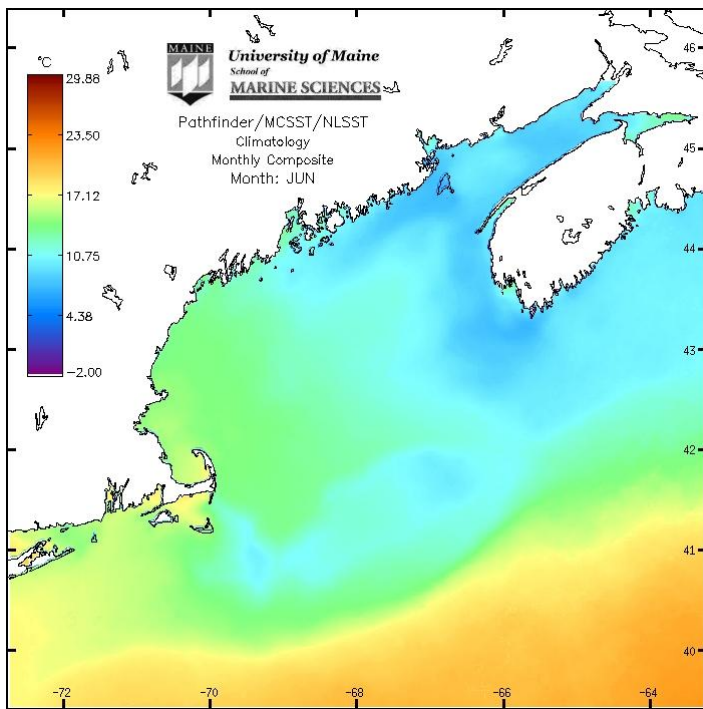 MAINE
University of Maine
School of
MARINE SCIENCES
Pathfinder/MCSST/NLSST
Climatology
Monthly Composite
Month: JUN
°C
29.88
23.50
17.12
10.75
4.38
-2.00
46
45
44
43
42
41
40
-72
-70
-68
-66
-64